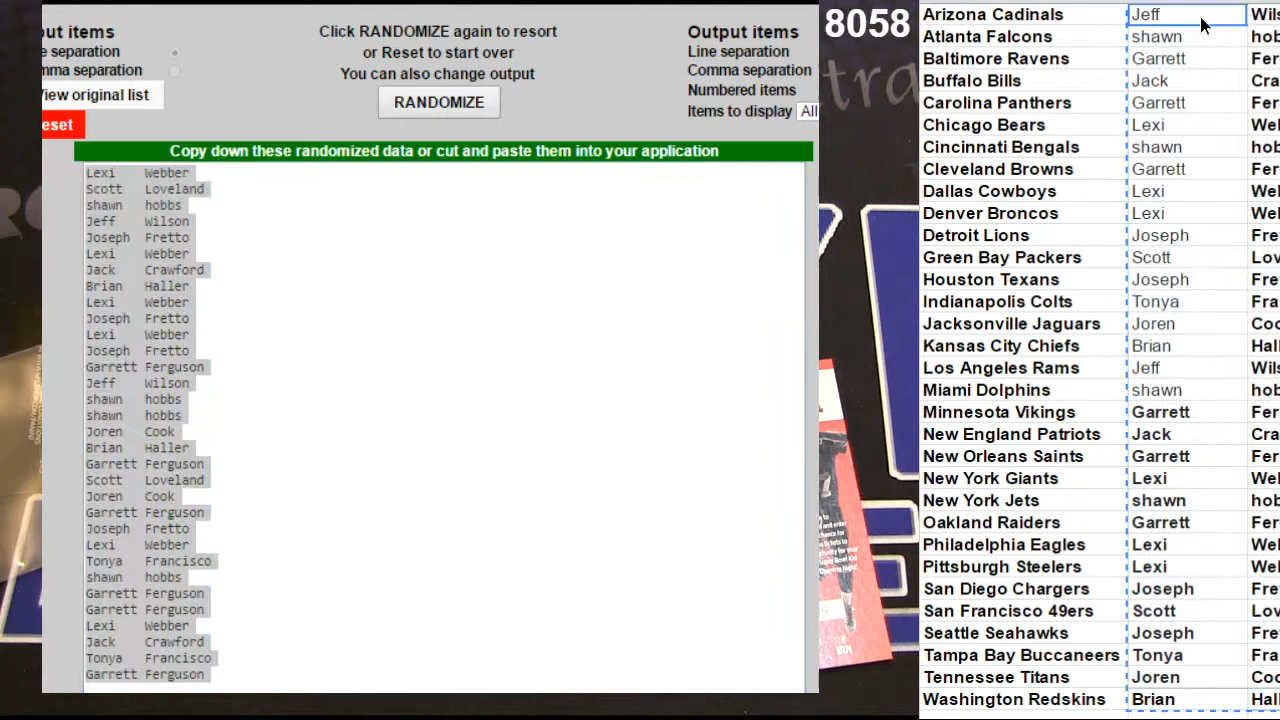 put items
e separation
mma separation
View original list
eset
Click RANDOMIZE again to resort
or Reset to start over
You can also change output
RANDOMIZE
Output items
Line separation
Comma separation
Numbered items
Items to display All
Copy down these randomized data or cut and paste them into your application
Lexi Webber
Scott Loveland
shawn hobbs
Jeff Wilson
Joseph Fretto
Lexi Webber
Jack Crawford
Brian Haller
Lexi Webber
Joseph Fretto
Lexi Webber
Joseph Fretto
Garrett Ferguson
Jeff Wilson
shawn hobbs
shawn hobbs
Joren Cook
Brian Haller
Garrett Ferguson
Scott Loveland
Joren Cook
Garrett Ferguson
Joseph Fretto
Lexi Webber
Tonya Francisco
shawn hobbs
Garrett Ferguson
Garrett Ferguson
Lexi Webber
Jack Crawford
Tonya Francisco
Garrett Ferguson
8058
tra
Arizona Cadinals Jeff Wils
Atlanta Falcons shawn hob
Baltimore Ravens Garrett Fer
Buffalo Bills Jack Cra
Carolina Panthers Garrett Fer
Chicago Bears Lexi Wel
Cincinnati Bengals shawn hob
Cleveland Browns Garrett Fer
Dallas Cowboys Lexi Wel
Denver Broncos Lexi Wel
Detroit Lions Joseph Fre
Green Bay Packers Scott Lov
Houston Texans Joseph Fre
Indianapolis Colts Tonya Fra
Jacksonville Jaguars Joren Coo
Kansas City Chiefs Brian Hall
Los Angeles Rams Jeff Wils
Miami Dolphins shawn hob
Minnesota Vikings Garrett Fer
New England Patriots Jack Cra
New Orleans Saints Garrett Fer
New York Giants Lexi Wel
New York Jets shawn hob
Oakland Raiders Garrett Fer
Philadelphia Eagles Lexi Wel
Pittsburgh Steelers Lexi Wel
San Diego Chargers Joseph Fre
San Francisco 49ers Scott Lov
Seattle Seahawks Joseph Fre
Tampa Bay Buccaneers Tonya Fra
Tennessee Titans Joren Coo
Washington Redskins Brian Hall